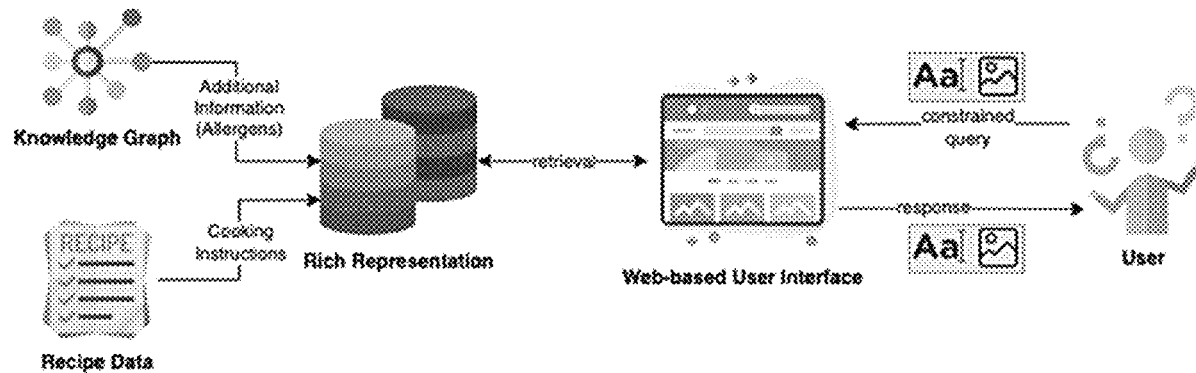 Additional
Information
(Allergens)
Knowledge Graph
RECIPE
Cooking
Instructions
Recipe Data
Rich Representation
retrieval
Web-based User Interface
Aa
constrained
query
response
Aa
User